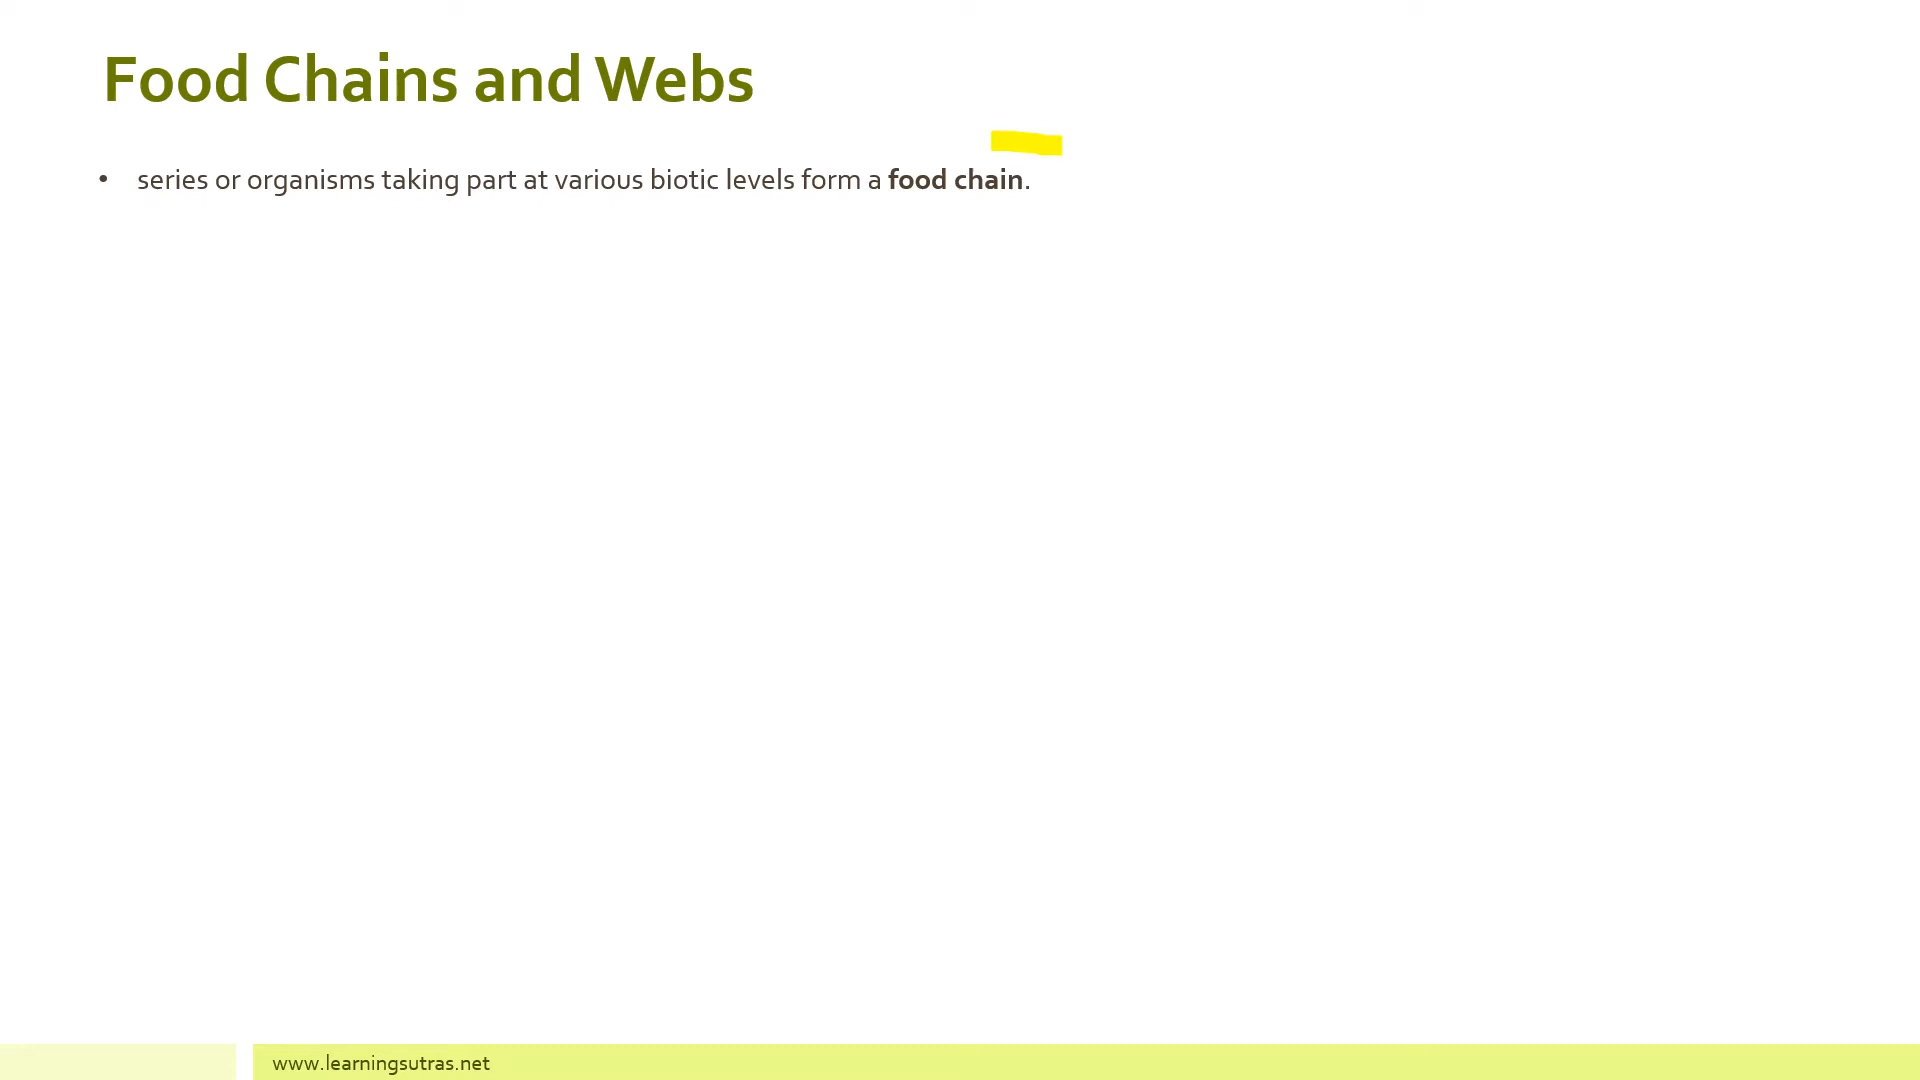 Food Chains and Webs
• series or organisms taking part at various biotic levels form a food chain.
www.learningsutras.net